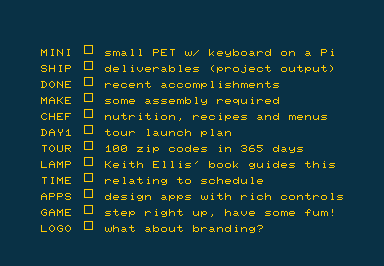 MINI □ small PET w/ keyboard on a Pi
SHIP □ deliverables (project output)
DONE □ recent accomplishments
MAKE □ some assembly required
CHEF □ nutrition, recipes and menus
DAY1 □ tour launch plan
TOUR □ 100 zip codes in 365 days
LAMP □ Keith Ellis' book guides this
TIME □ relating to schedule
APPS □ design apps with rich controls
GAME □ step right up, have some fum!
LOGO □ what about branding?